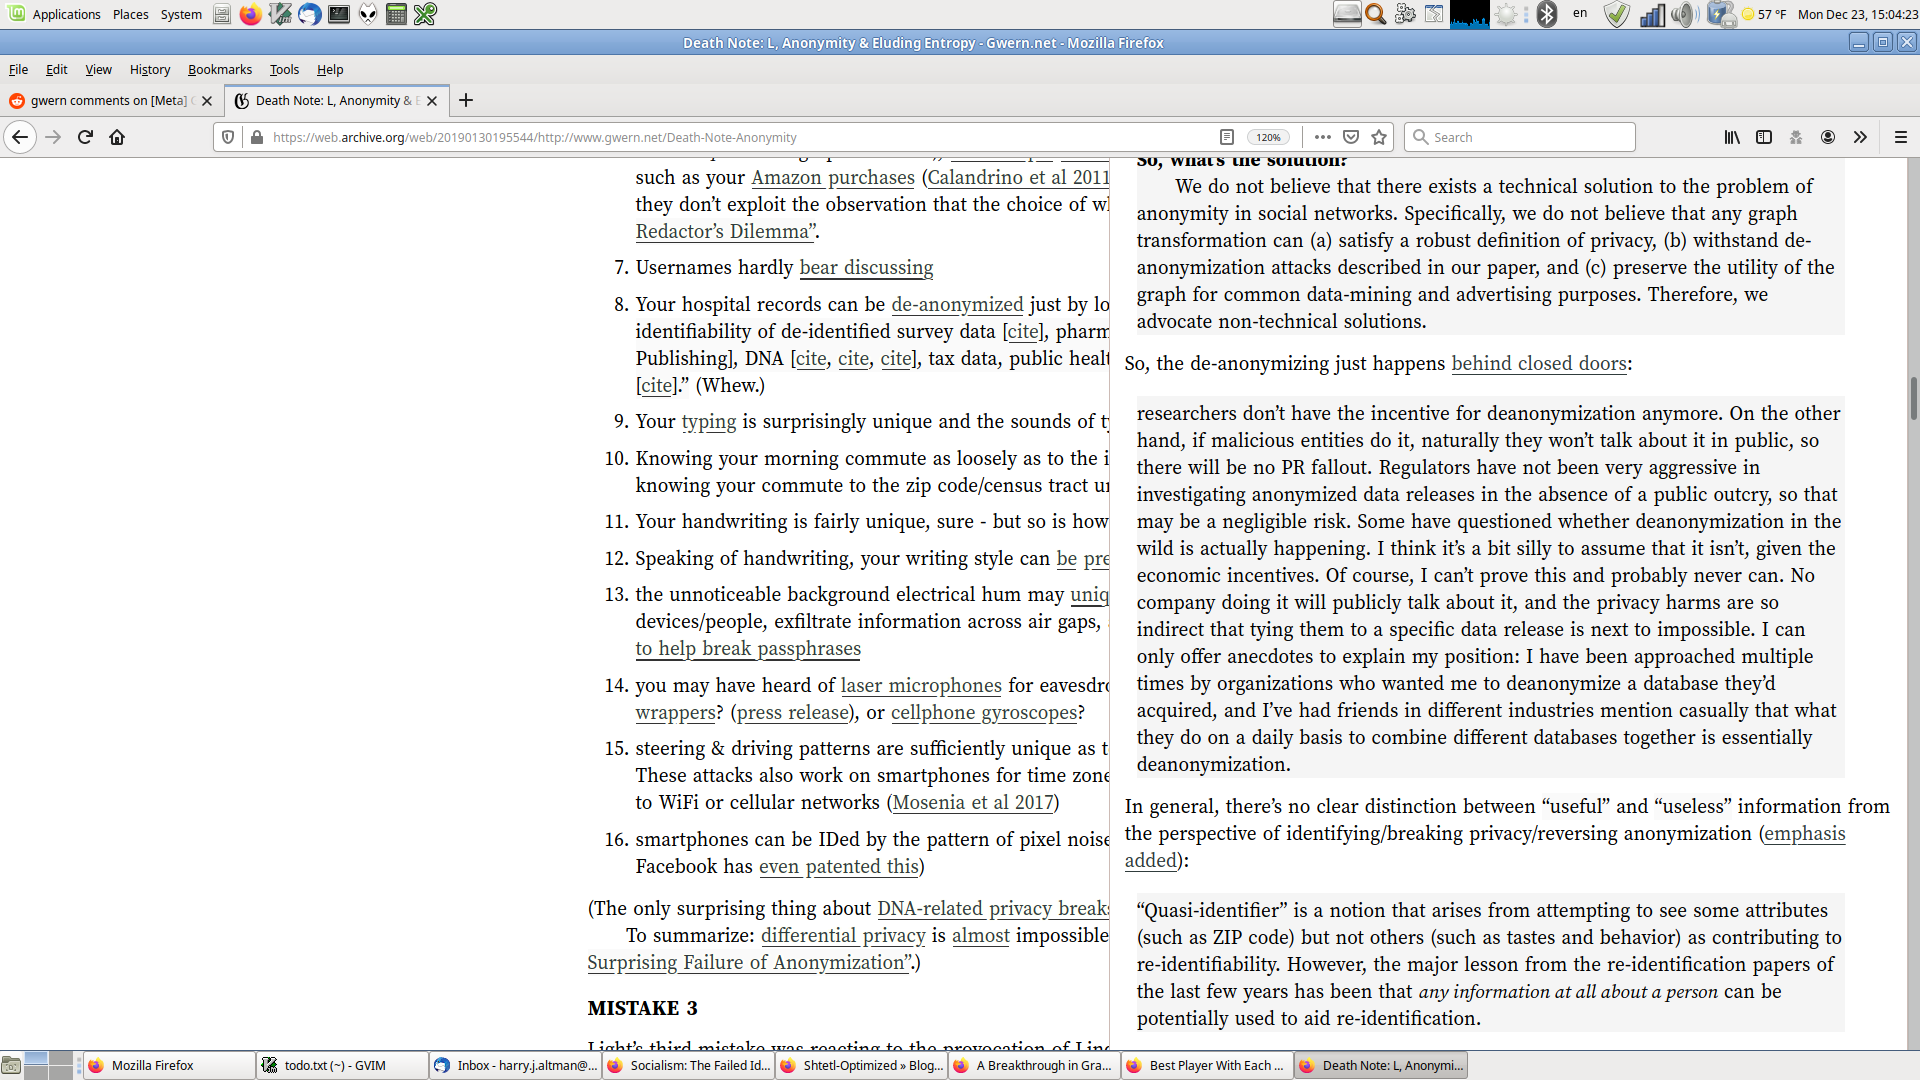 Applications Places System
en
57 °F Mon Dec 23, 15:04:23
Death Note: L, Anonymity & Eluding Entropy - Gwern.net - Mozilla Firefox
File Edit View History Bookmarks Tools Help
gwern comments on [Meta]
Death Note: L, Anonymity &
https://web.archive.org/web/20190130195544/http://www.gwern.net/Death-Note-Anonymity
120%
Search
such as your Amazon purchases (Calandrino et al 2011
they don’t exploit the observation that the choice of
Redactor’s Dilemma”.
7. Usernames hardly bear discussing
8. Your hospital records can be de-anonymized just by lo
identifiability of de-identified survey data [cite], pharm
Publishing], DNA [cite, cite, cite], tax data, public healt
[cite].” (Whew.)
9. Your typing is surprisingly unique and the sounds of ty
10. Knowing your morning commute as loosely as to the i
knowing your commute to the zip code/census tract
11. Your handwriting is fairly unique, sure - but so is how
12. Speaking of handwriting, your writing style can be pre
13. the unnoticeable background electrical hum may uniq
devices/people, exfiltrate information across air gaps,
to help break passphrases
14. you may have heard of laser microphones for eavesdro
wrappers? (press release), or cellphone gyroscopes?
15. steering & driving patterns are sufficiently unique as t
These attacks also work on smartphones for time zone
to WiFi or cellular networks (Mosenia et al 2017)
16. smartphones can be IDed by the pattern of pixel noise
Facebook has even patented this)
(The only surprising thing about DNA-related privacy breaks
To summarize: differential privacy is almost impossible
Surprising Failure of Anonymization”.)
MISTAKE 3
Light’s third mistake was reacting to the provocation of Lind
So, what’s the solution?
We do not believe that there exists a technical solution to the problem of
anonymity in social networks. Specifically, we do not believe that any graph
transformation can (a) satisfy a robust definition of privacy, (b) withstand de-
anonymization attacks described in our paper, and (c) preserve the utility of the
graph for common data-mining and advertising purposes. Therefore, we
advocate non-technical solutions.
So, the de-anonymizing just happens behind closed doors:
researchers don’t have the incentive for deanonymization anymore. On the other
hand, if malicious entities do it, naturally they won’t talk about it in public, so
there will be no PR fallout. Regulators have not been very aggressive in
investigating anonymized data releases in the absence of a public outcry, so that
may be a negligible risk. Some have questioned whether deanonymization in the
wild is actually happening. I think it’s a bit silly to assume that it isn’t, given the
economic incentives. Of course, I can’t prove this and probably never can. No
company doing it will publicly talk about it, and the privacy harms are so
indirect that tying them to a specific data release is next to impossible. I can
only offer anecdotes to explain my position: I have been approached multiple
times by organizations who wanted me to deanonymize a database they’d
acquired, and I’ve had friends in different industries mention casually that what
they do on a daily basis to combine different databases together is essentially
deanonymization.
In general, there’s no clear distinction between “useful” and “useless” information from
the perspective of identifying/breaking privacy/reversing anonymization (emphasis
added):
“Quasi-identifier” is a notion that arises from attempting to see some attributes
(such as ZIP code) but not others (such as tastes and behavior) as contributing to
re-identifiability. However, the major lesson from the re-identification papers of
the last few years has been that any information at all about a person can be
potentially used to aid re-identification.
Mozilla Firefox
todo.txt (~) - GVIM
Inbox - harry.j.altman@...
Socialism: The Failed Id...
Shtetl-Optimized » Blog...
A Breakthrough in Gra...
Best Player With Each ...
Death Note: L, Anonymi...